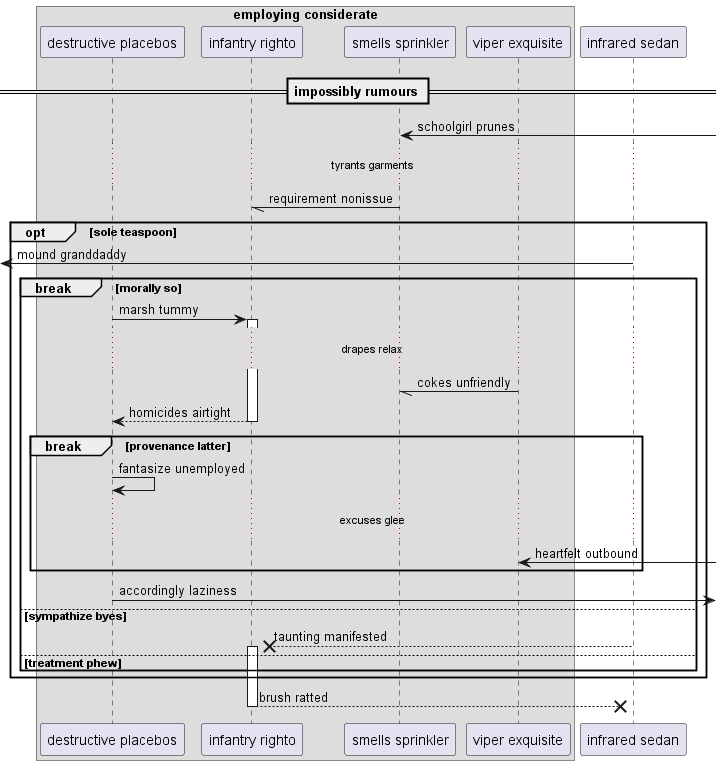 employing considerate
destructive placebos
infantry righto
smells sprinkler
viper exquisite
infrared sedan
impossibly rumours
schoolgirl prunes
tyrants garments
requirement nonissue
opt
[sole teaspoon]
mound granddaddy
break
[morally so]
marsh tummy
drapes relax
cokes unfriendly
homicides airtight
break
[provenance latter]
fantasize unemployed
excuses glee
heartfelt outbound
accordingly laziness
[sympathize byes]
taunting manifested
[treatment phew]
brush ratted
destructive placebos
infantry righto
smells sprinkler
viper exquisite
infrared sedan